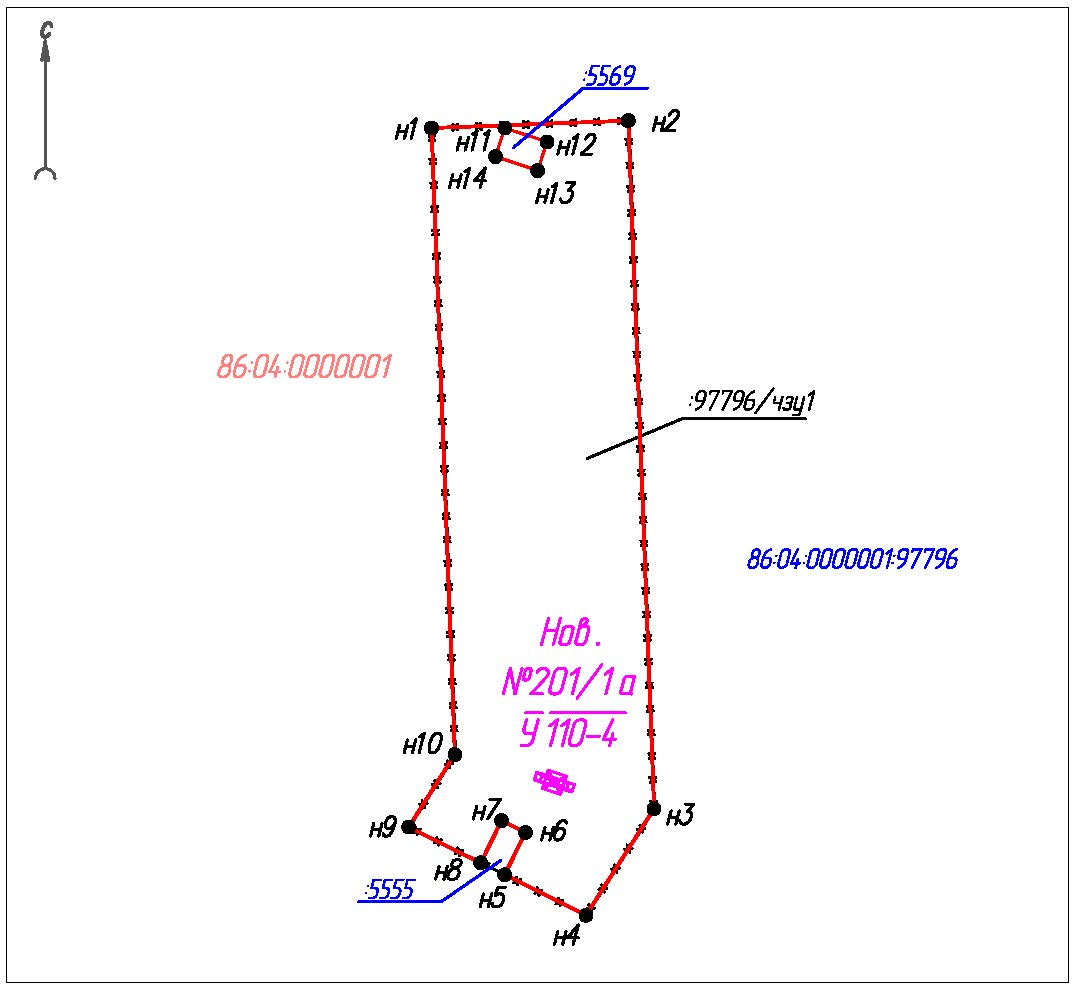 С
:5569
н1
н2
н11
н12
н14
н13
86:04:0000001
:97796/чзу1
86:04:0000001:97796
Нов.
№201/1а
У 110-4
н10
н7
н6
н3
н9
н8
:5555
н5
н4